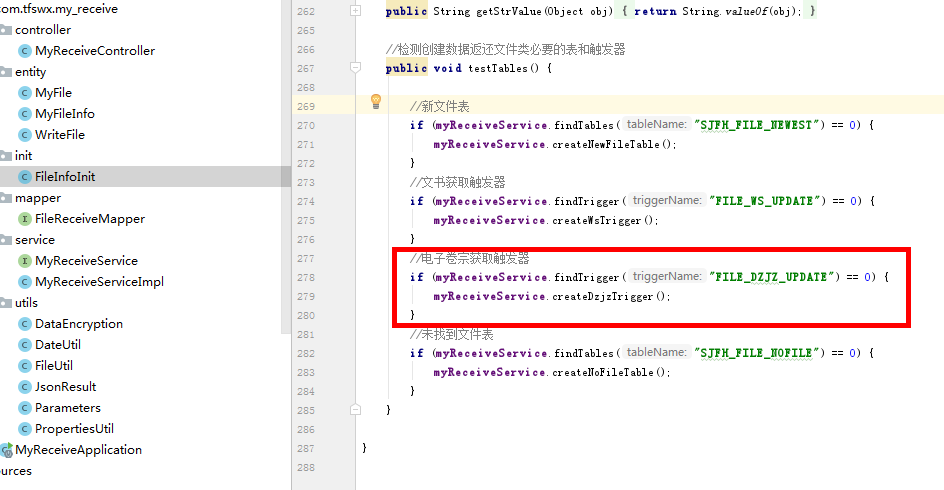 com.tfswx.my_receive
controller
MyReceiveController
entity
MyFile
MyFileInfo
WriteFile
init
FileInfoInit
mapper
FileReceiveMapper
service
MyReceiveService
MyReceiveServiceImpl
utils
DataEncryption
DateUtil
FileUtil
JsonResult
Parameters
PropertiesUtil
MyReceiveApplication
ources
262 public String getStrValue(Object obj) { return String.valueOf(obj); }
265
266 //检测创建数据返还文件类必要的表和触发器
267 public void testTables() {
268
269 //新文件表
270 if (myReceiveService.findTables( tableName: "SJFH_FILE_NEWEST") == 0) {
271 myReceiveService.createNewFileTable();
272 }
273 //文书获取触发器
274 if (myReceiveService.findTrigger( triggerName: "FILE_WS_UPDATE") == 0) {
275 myReceiveService.createWsTrigger();
276 }
277 //电子卷宗获取触发器
278 if (myReceiveService.findTrigger( triggerName: "FILE_DZJZ_UPDATE") == 0) {
279 myReceiveService.createDzjzTrigger();
280 }
281 //未找到文件表
282 if (myReceiveService.findTables( tableName: "SJFH_FILE_NOFILE") == 0) {
283 myReceiveService.createNoFileTable();
284 }
285 }
286
287 }
288